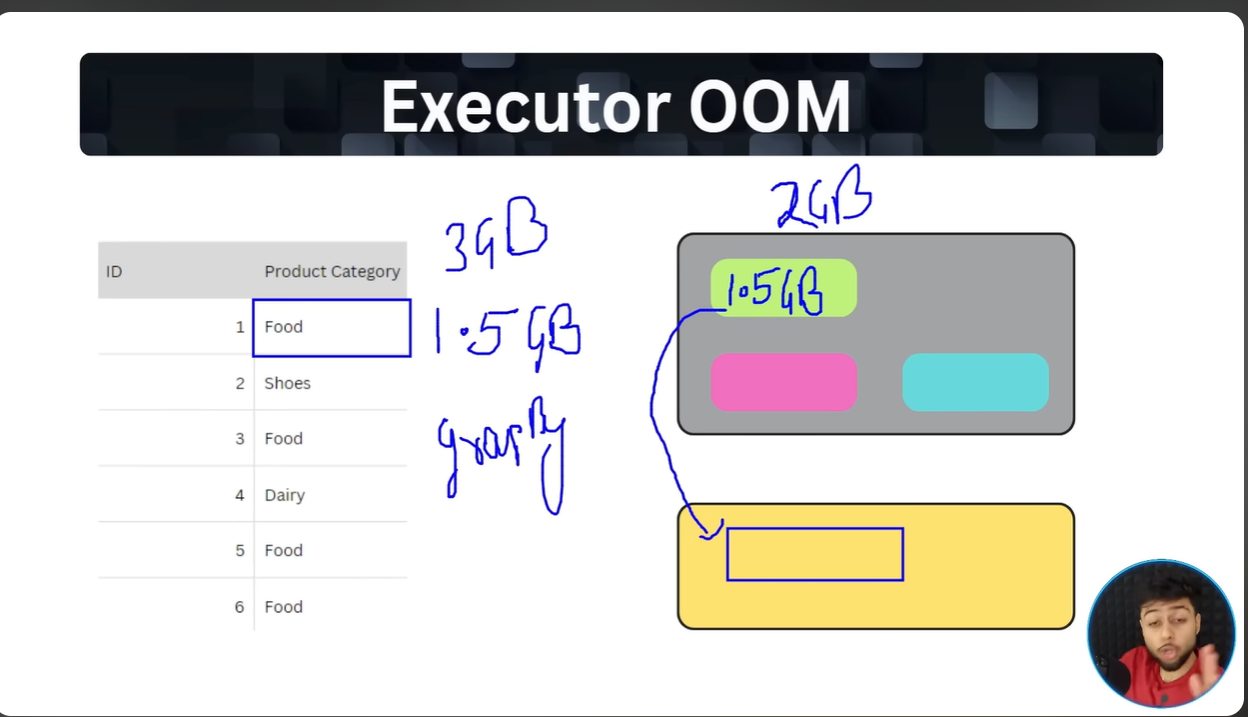 Executor OOM
2GB
3GB
ID Product Category
1.5GB
1 Food
1.5GB
2 Shoes
3 Food
4 Dairy
5 Food
6 Food